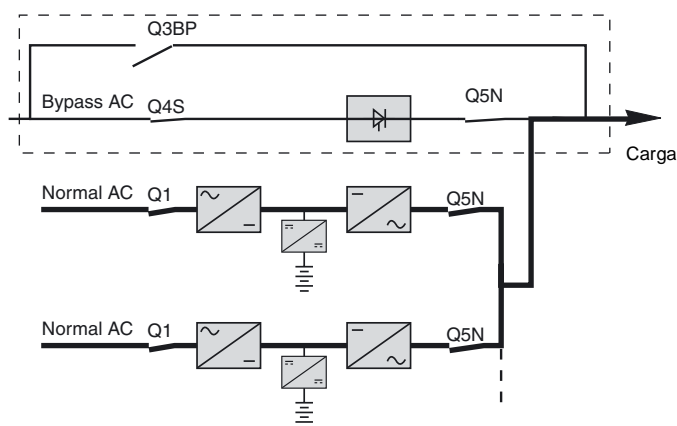 Q3BP
Bypass AC Q4S Q5N
Carga
Normal AC Q1 Q5N
Normal AC Q1 Q5N